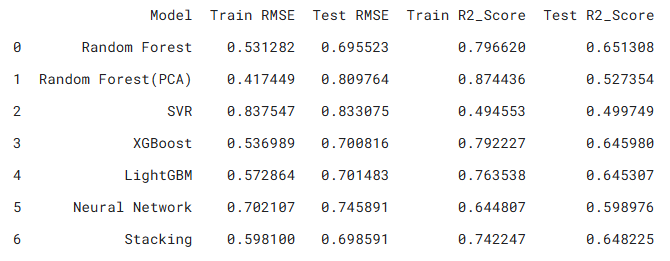 Model Train RMSE Test RMSE Train R2_Score Test R2_Score
0 Random Forest 0.531282 0.695523 0.796620 0.651308
1 Random Forest(PCA) 0.417449 0.809764 0.874436 0.527354
2 SVR 0.837547 0.833075 0.494553 0.499749
3 XGBoost 0.536989 0.700816 0.792227 0.645980
4 LightGBM 0.572864 0.701483 0.763538 0.645307
5 Neural Network 0.702107 0.745891 0.644807 0.598976
6 Stacking 0.598100 0.698591 0.742247 0.648225